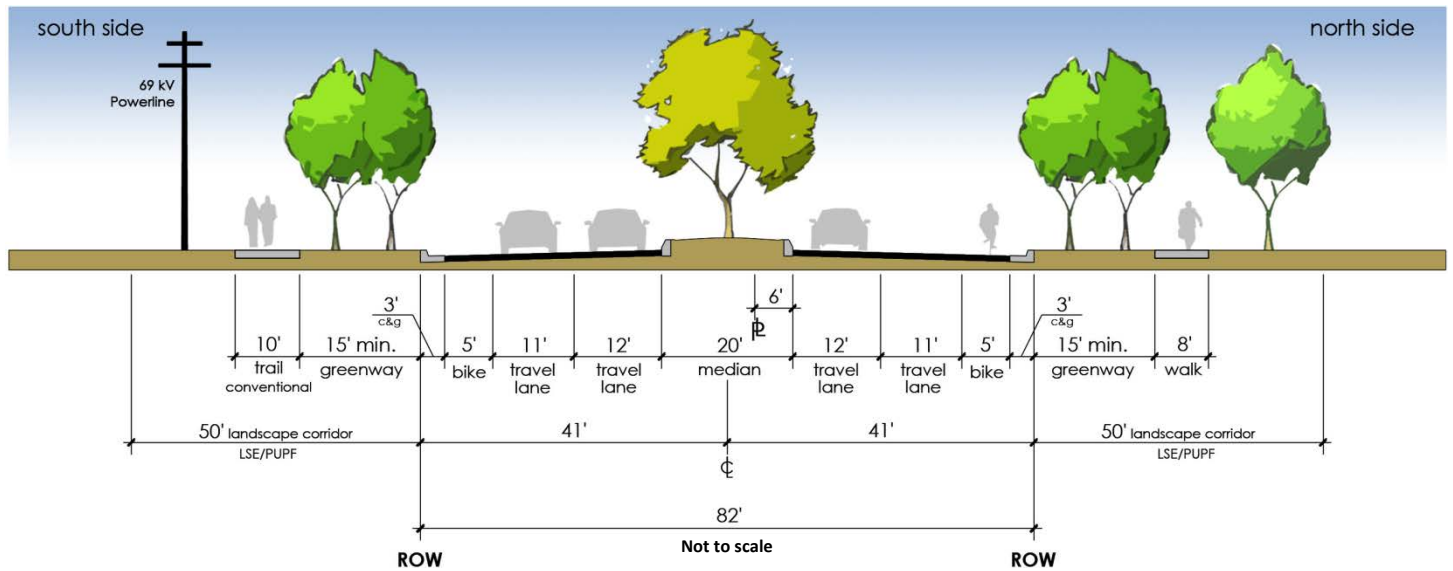 south side
north side
69 kV
Powerline
6'
PL
3'
c&g
3'
c&g
10'
trail
conventional
15' min.
greenway
5'
bike
11'
travel
lane
12'
travel
lane
20'
median
12'
travel
lane
11'
travel
lane
5'
bike
15' min.
greenway
8'
walk
50' landscape corridor
LSE/PUPF
41'
41'
50' landscape corridor
LSE/PUPF
CL
82'
Not to scale
ROW
ROW